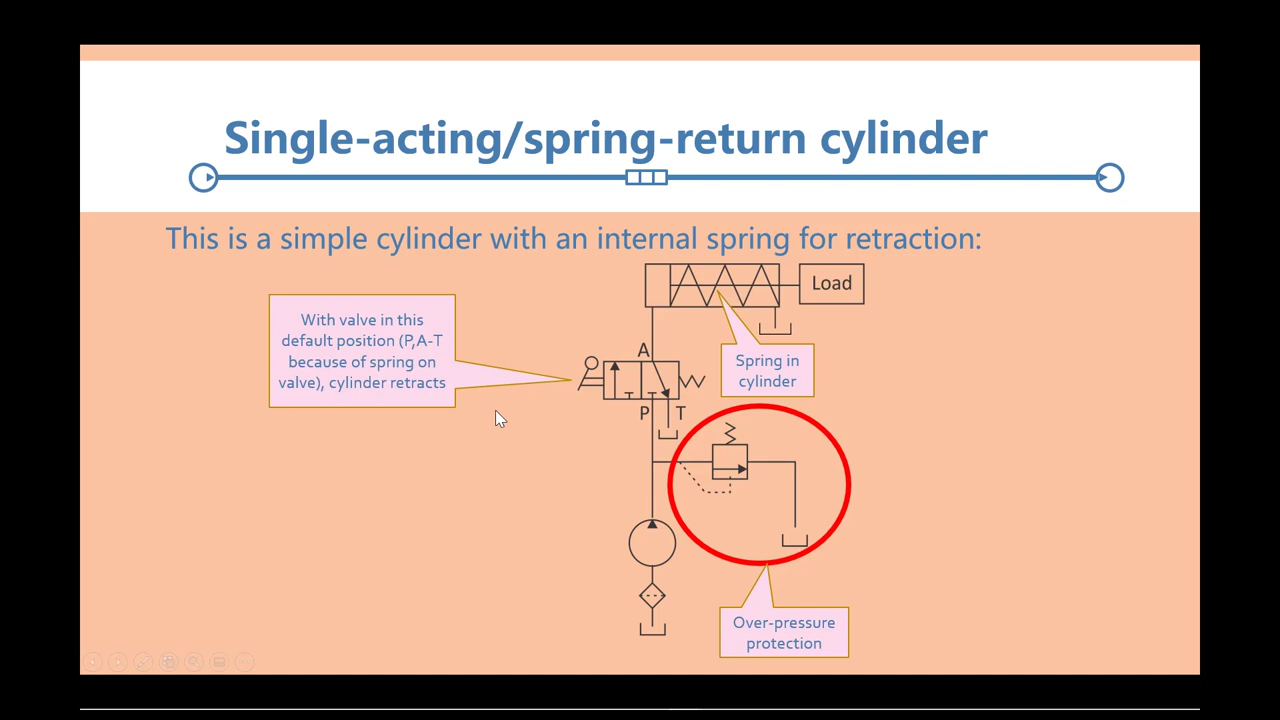 Single-acting/spring-return cylinder
This is a simple cylinder with an internal spring for retraction:
Load
With valve in this
default position (P,A-T
because of spring on
valve), cylinder retracts
A
Spring in
cylinder
P T
Over-pressure
protection